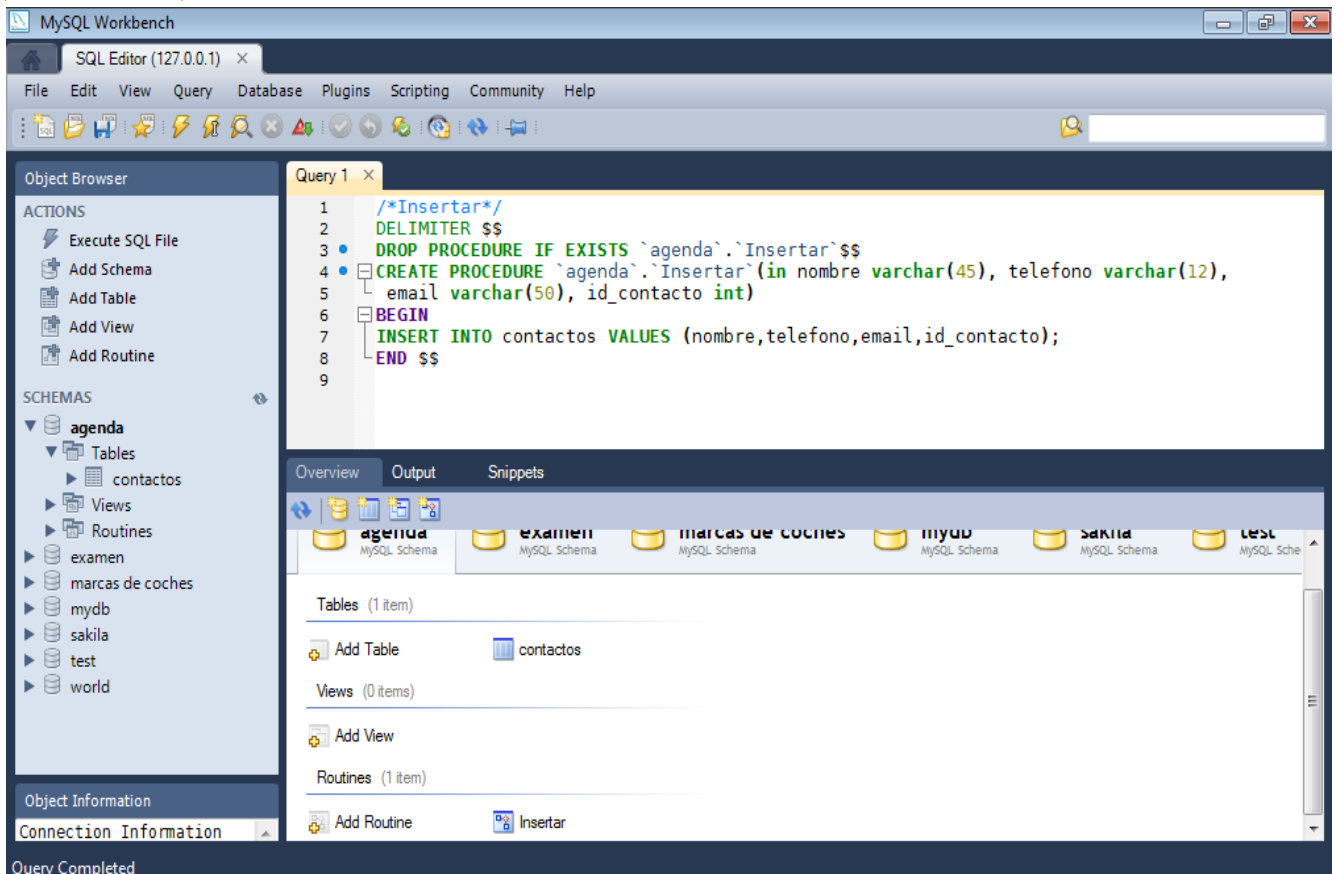 MySQL Workbench
SQL Editor (127.0.0.1)
File Edit View Query Database Plugins Scripting Community Help
Object Browser
ACTIONS
Execute SQL File
Add Schema
Add Table
Add View
Add Routine
SCHEMAS
agenda
Tables
contactos
Views
Routines
examen
marcas de coches
mydb
sakila
test
world
Object Information
Connection Information
Query 1
1 /*Insertar*/
2 DELIMITER $$
3 DROP PROCEDURE IF EXISTS `agenda`.`Insertar`$$
4 CREATE PROCEDURE `agenda`.`Insertar`(in nombre varchar(45), telefono varchar(12),
5 email varchar(50), id_contacto int)
6 BEGIN
7 INSERT INTO contactos VALUES (nombre,telefono,email,id_contacto);
8 END $$
9
Overview Output Snippets
agenda examen marcas de coches mydb sakila test
MySQL Schema MySQL Schema MySQL Schema MySQL Schema MySQL Schema MySQL Sche
Tables (1 item)
Add Table contactos
Views (0 items)
Add View
Routines (1 item)
Add Routine Insertar
Query Completed